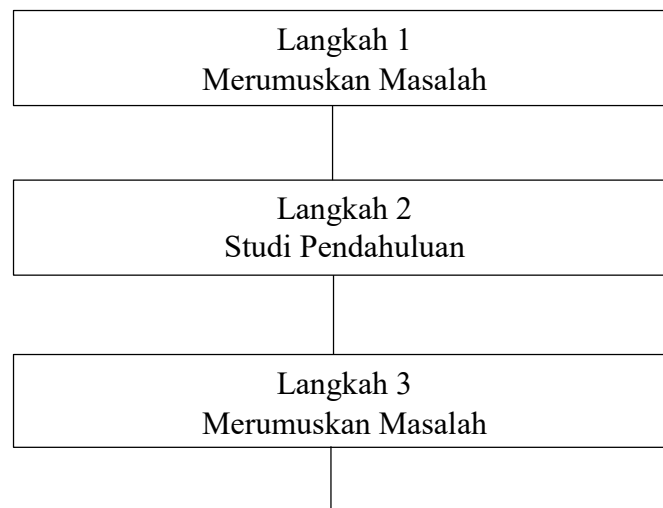 Langkah 1
Merumuskan Masalah
Langkah 2
Studi Pendahuluan
Langkah 3
Merumuskan Masalah